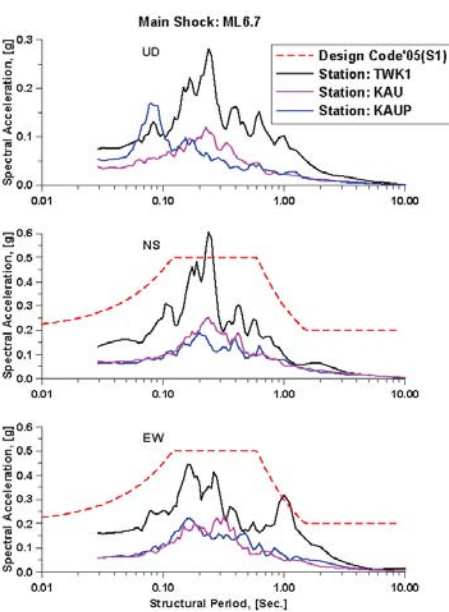 Main Shock: ML6.7
UD
Design Code'05(S1)
Station: TWK1
Station: KAU
Station: KAUP
Spectral Acceleration, [g]
0.3
0.2
0.1
0.0
0.01 0.10 1.00 10.00
NS
Spectral Acceleration, [g]
0.6
0.5
0.4
0.3
0.2
0.1
0.0
0.01 0.10 1.00 10.00
EW
Spectral Acceleration, [g]
0.6
0.5
0.4
0.3
0.2
0.1
0.0
0.01 0.10 1.00 10.00
Structural Period, [Sec.]